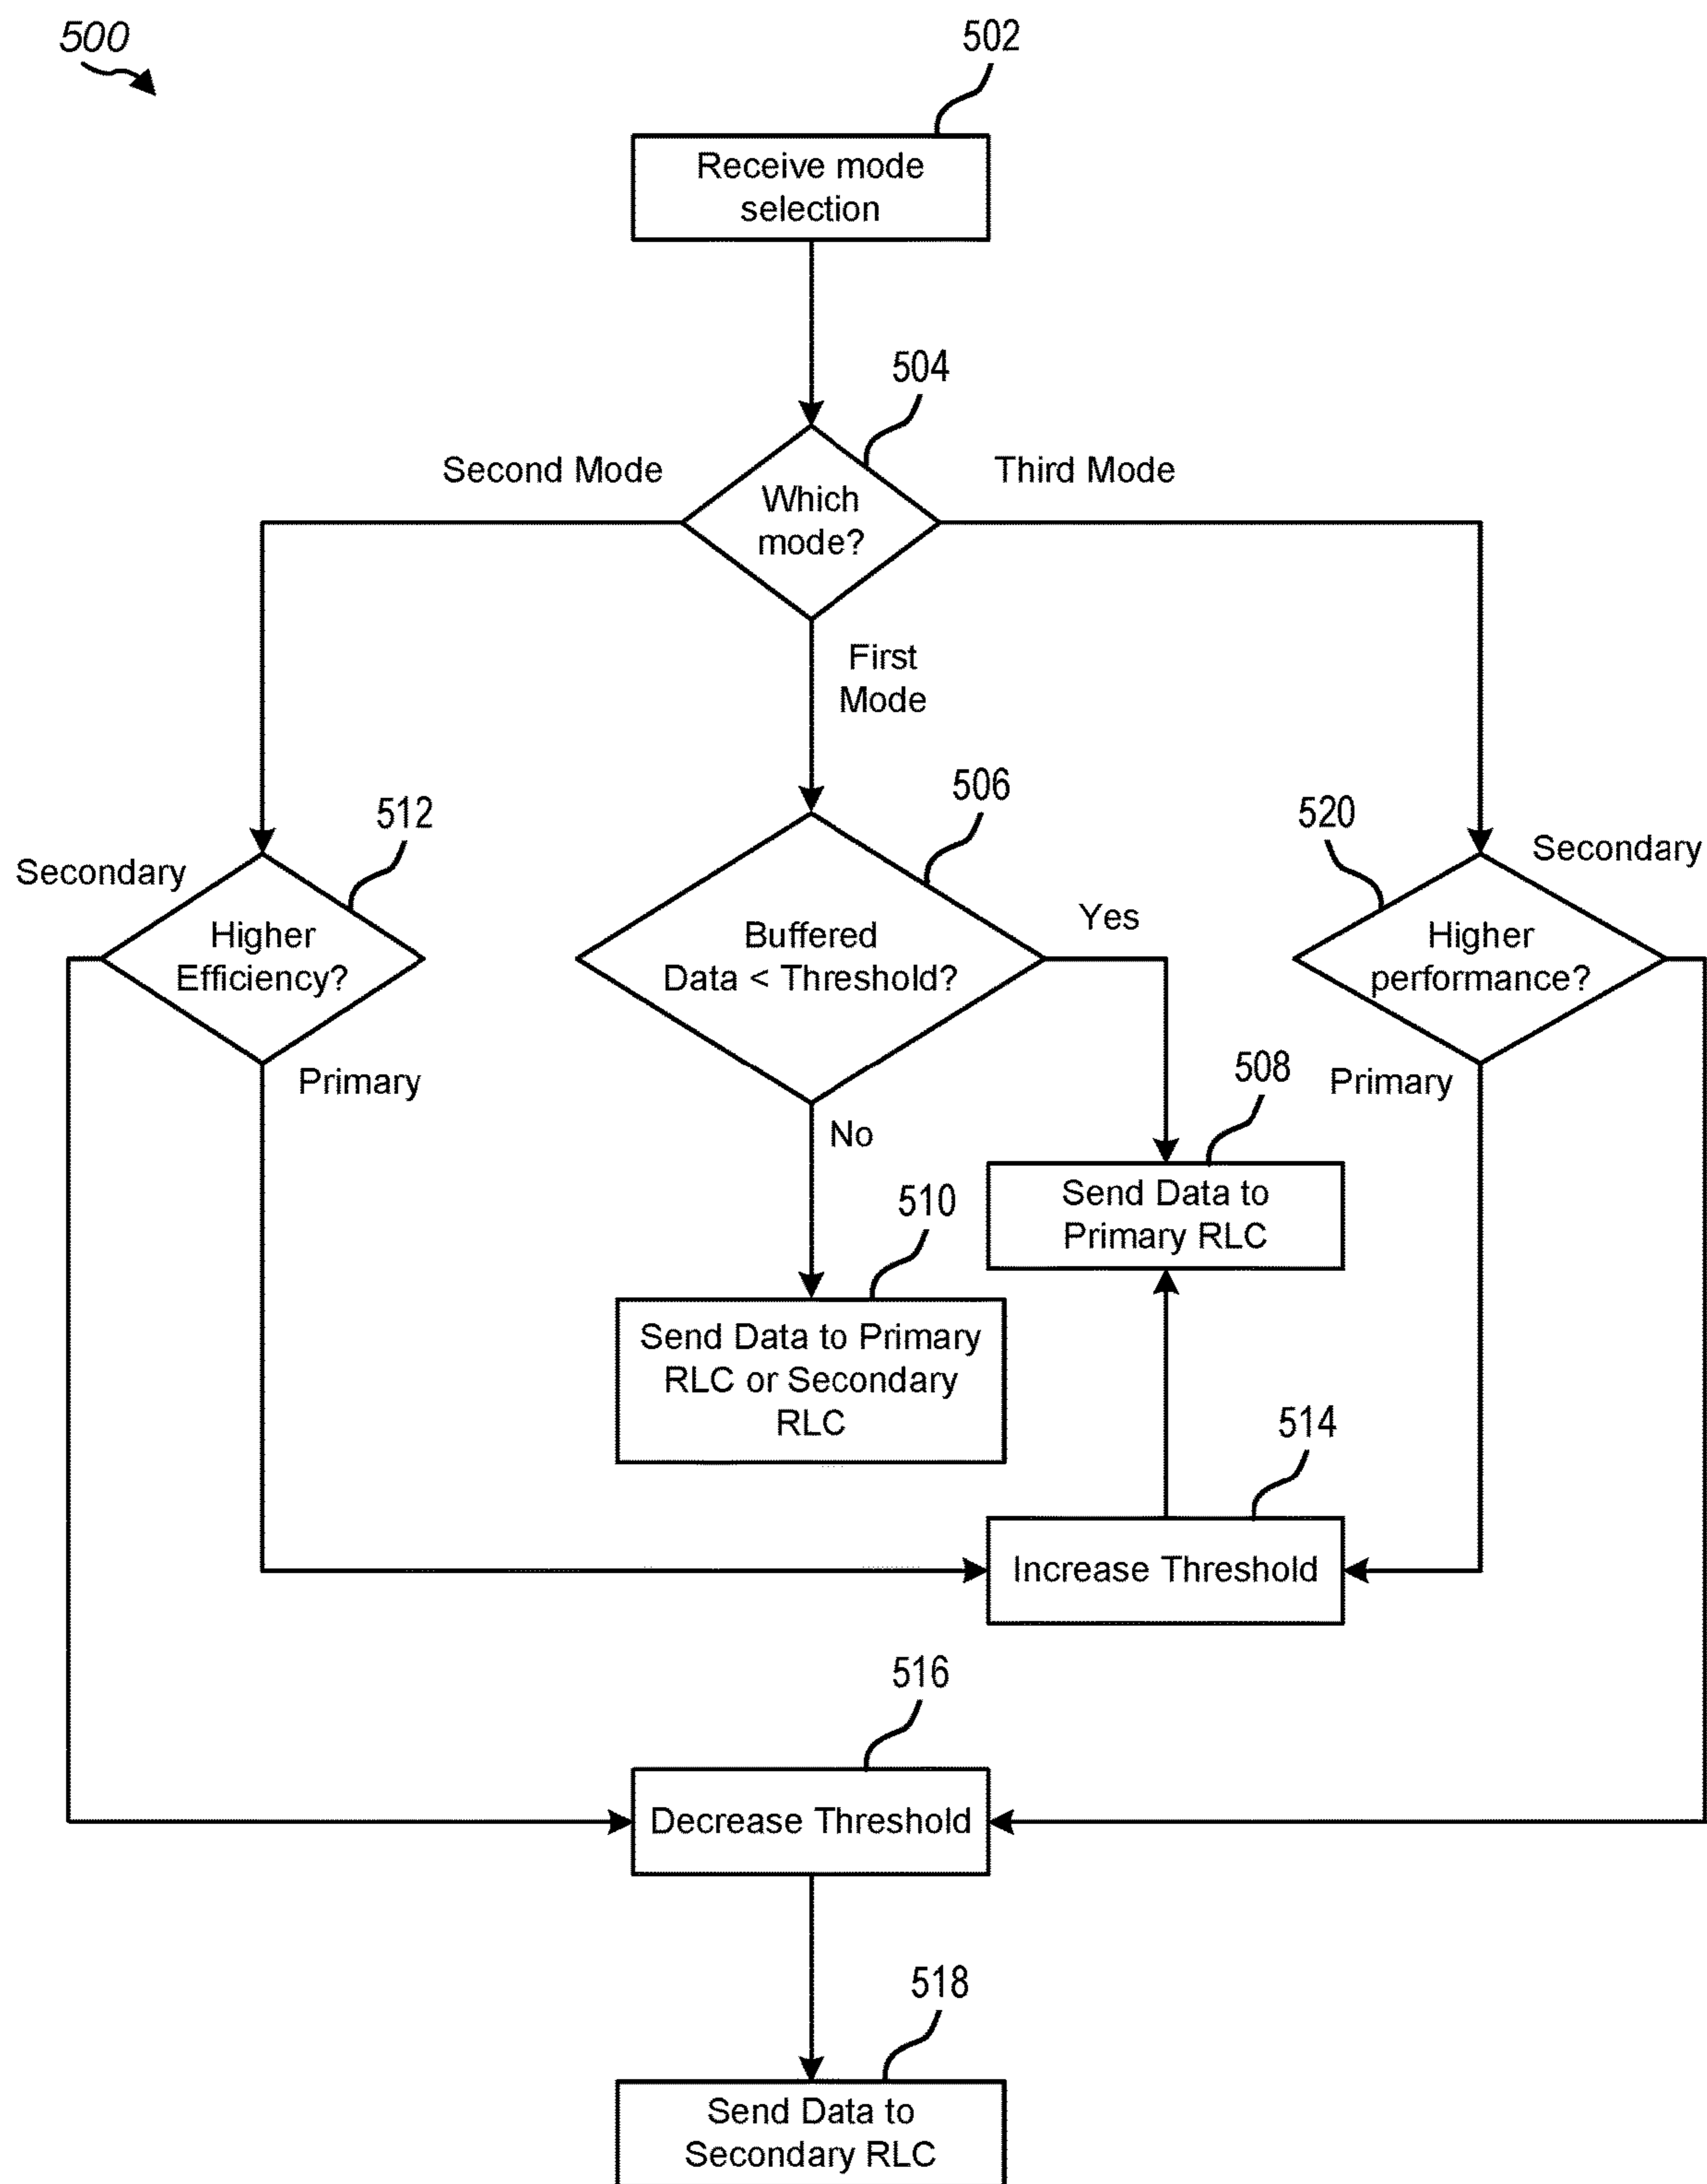 500
502
Receive mode
selection
504
Second Mode
Third Mode
Which
mode?
First
Mode
506
512
520
Secondary
Secondary
Higher
Efficiency?
Buffered
Data < Threshold?
Yes
Higher
performance?
Primary
508
Primary
No
Send Data to
Primary RLC
510
Send Data to Primary
RLC or Secondary
RLC
514
Increase Threshold
516
Decrease Threshold
518
Send Data to
Secondary RLC